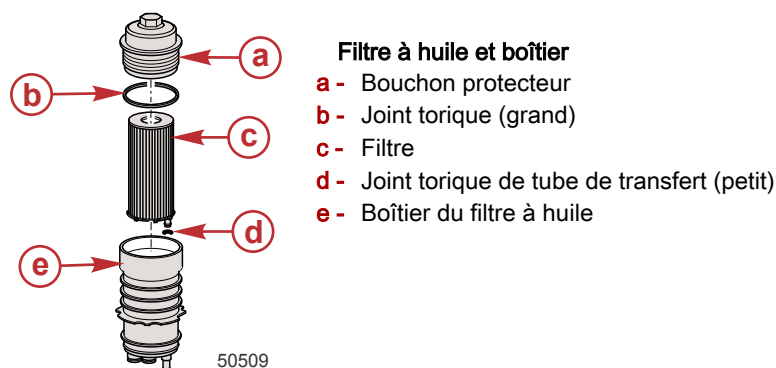 Filtre à huile et boîtier
a - Bouchon protecteur
b - Joint torique (grand)
c - Filtre
d - Joint torique de tube de transfert (petit)
e - Boîtier du filtre à huile
a
b
c
d
e
50509